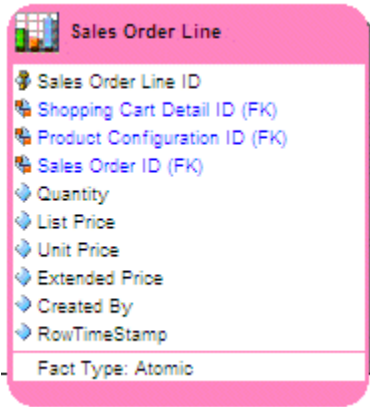 Sales Order Line
Sales Order Line ID
Shopping Cart Detail ID (FK)
Product Configuration ID (FK)
Sales Order ID (FK)
Quantity
List Price
Unit Price
Extended Price
Created By
RowTimeStamp
Fact Type: Atomic